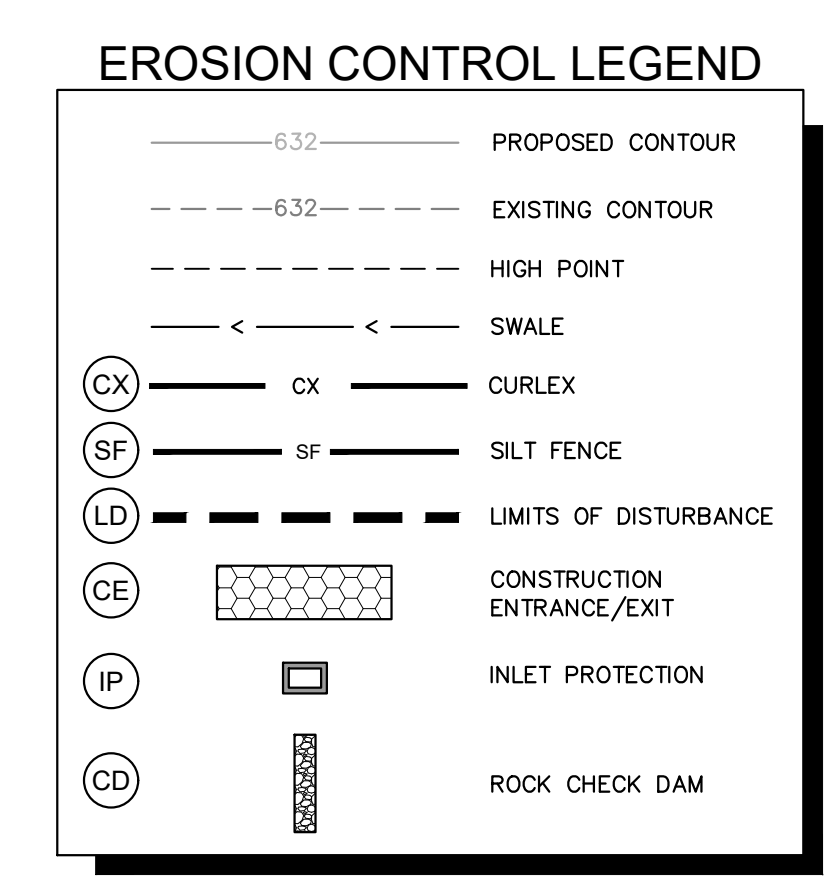 EROSION CONTROL LEGEND
632 PROPOSED CONTOUR
632 EXISTING CONTOUR
HIGH POINT
< < SWALE
CX CX CURLEX
SF SF SILT FENCE
LD LIMITS OF DISTURBANCE
CE CONSTRUCTION
ENTRANCE/EXIT
IP INLET PROTECTION
CD ROCK CHECK DAM